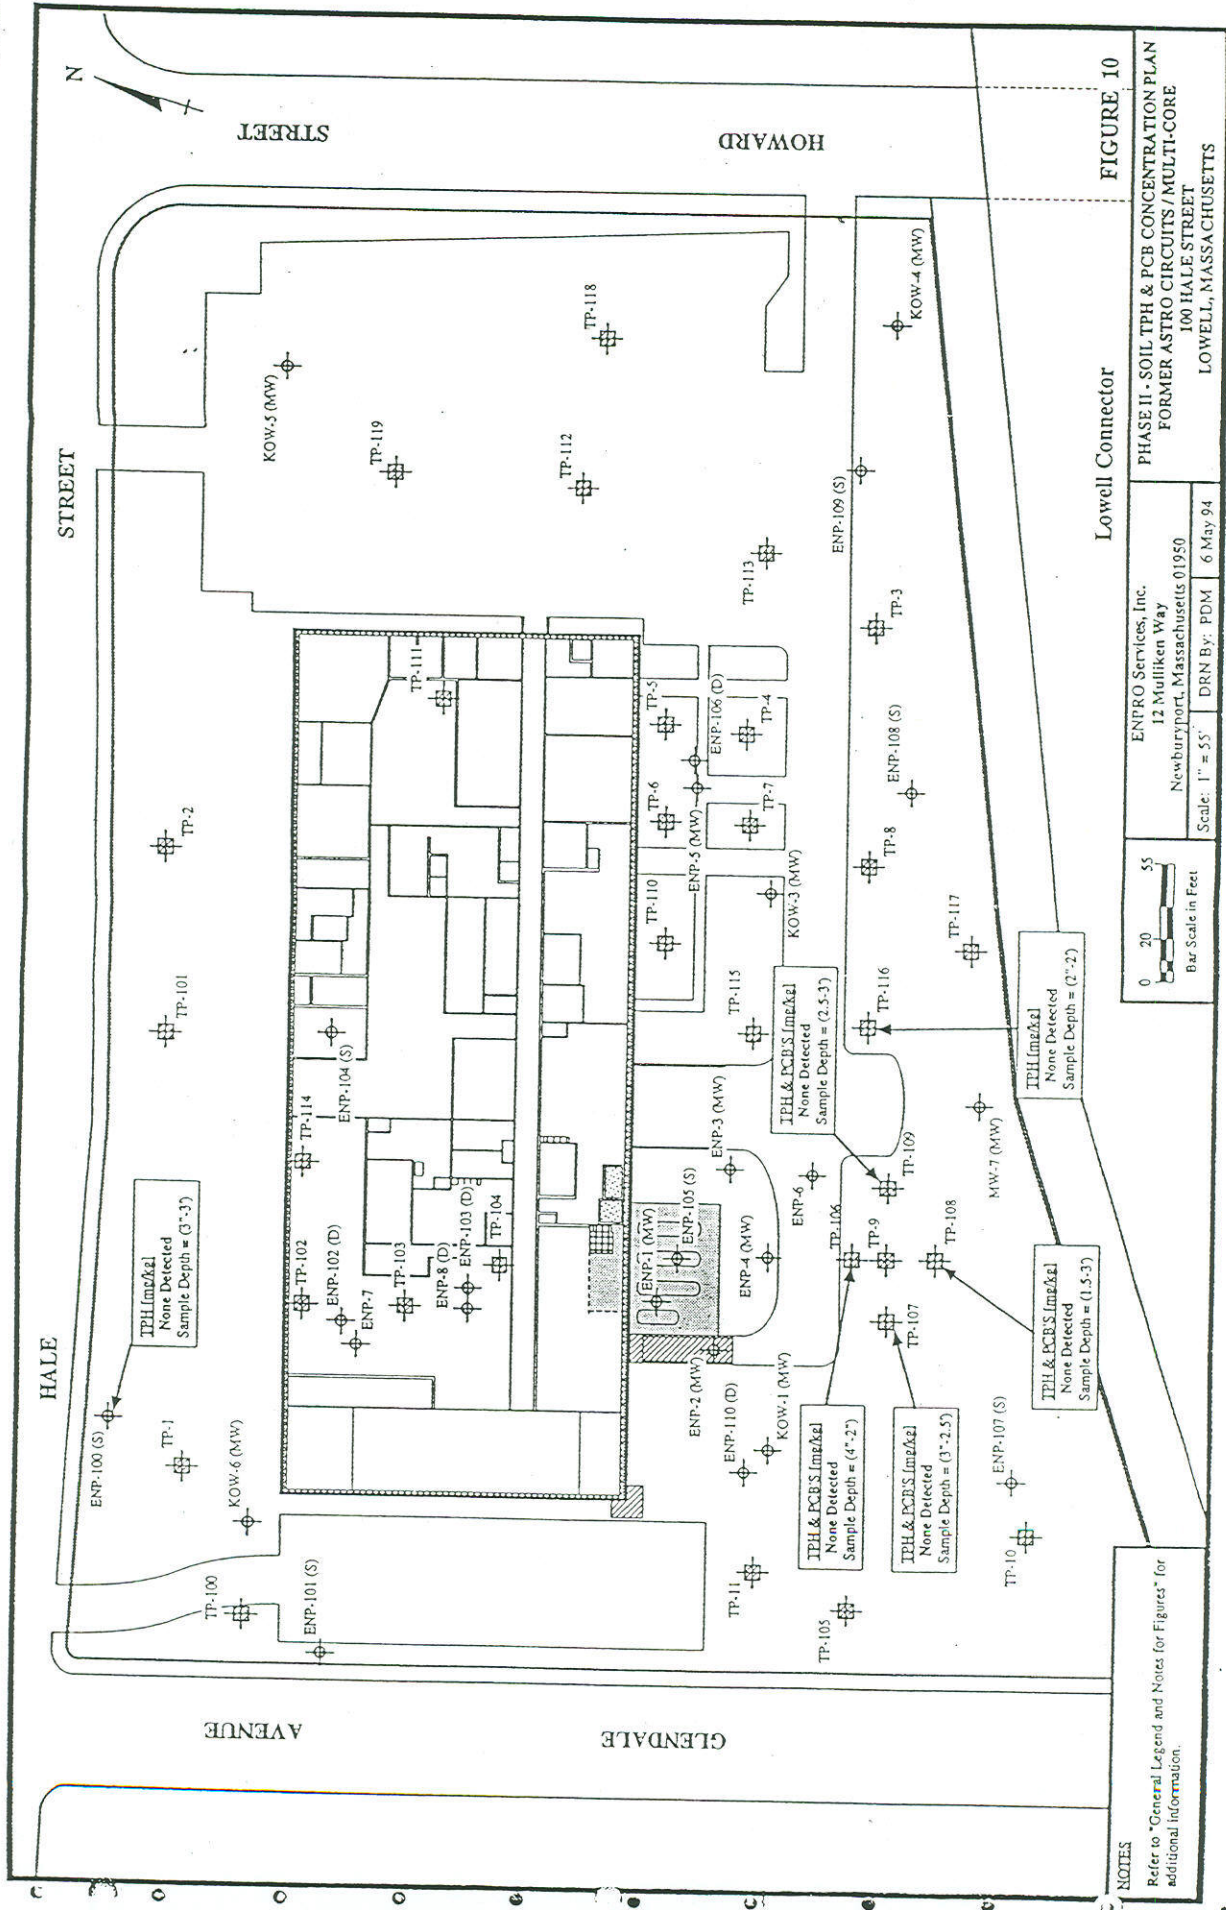 N
HALE
STREET
HOWARD
STREET
GLENDALE
AVENUE
Lowell Connector
FIGURE 10
ENP-100 (S)
TPH [mg/kg]
None Detected
Sample Depth = (3"-3')
TP-1
KOW-6 (MW)
TP-100
ENP-101 (S)
TP-101
TP-2
KOW-5 (MW)
TP-119
TP-118
TP-112
TP-113
TP-102
ENP-102 (D)
ENP-7
TP-103
ENP-8 (D)
ENP-103 (D)
TP-104
TP-114
ENP-104 (S)
TP-111
TP-5
ENP-106 (D)
TP-4
TP-6
ENP-5 (MW)
TP-7
TP-110
KOW-3 (MW)
TP-115
ENP-3 (MW)
ENP-1 (MW)
ENP-105 (S)
ENP-4 (MW)
ENP-6
ENP-2 (MW)
ENP-110 (D)
KOW-1 (MW)
TP-11
TP-105
TP-106
TP-9
TP-107
TP-108
TP-109
TP-116
TP-117
TP-8
ENP-108 (S)
TP-3
ENP-109 (S)
KOW-4 (MW)
MW-7 (MW)
ENP-107 (S)
TP-10
TPH & PCB'S [mg/kg]
None Detected
Sample Depth = (2.5-3')
TPH & PCB'S [mg/kg]
None Detected
Sample Depth = (4"-2')
TPH & PCB'S [mg/kg]
None Detected
Sample Depth = (3"-2.5')
TPH & PCB'S [mg/kg]
None Detected
Sample Depth = (1.5-3')
TPH [mg/kg]
None Detected
Sample Depth = (2"-2')
NOTES
Refer to "General Legend and Notes for Figures" for
additional information.
0 20 55
Bar Scale in Feet
ENPRO Services, Inc.
12 Mulliken Way
Newburyport, Massachusetts 01950
Scale: 1" = 55'
DRN By: PDM
6 May 94
PHASE II - SOIL TPH & PCB CONCENTRATION PLAN
FORMER ASTRO CIRCUITS / MULTI-CORE
100 HALE STREET
LOWELL, MASSACHUSETTS